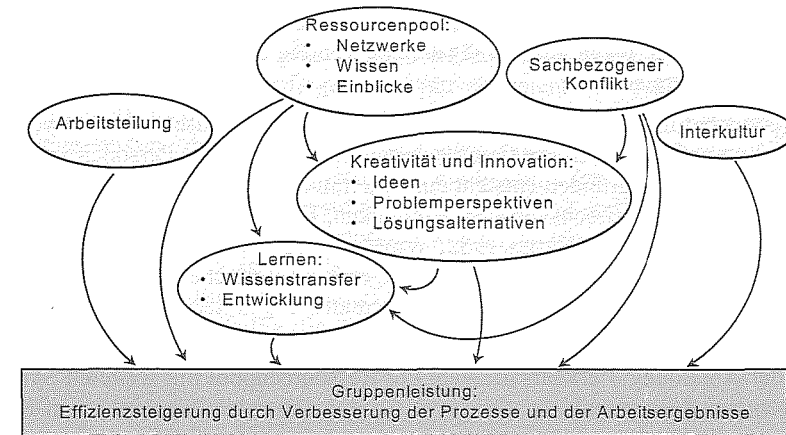 Ressourcenpool:
• Netzwerke
• Wissen
• Einblicke
Sachbezogener
Konflikt
Arbeitsteilung
Interkultur
Kreativität und Innovation:
• Ideen
• Problemperspektiven
• Lösungsalternativen
Lernen:
• Wissenstransfer
• Entwicklung
Gruppenleistung:
Effizienzsteigerung durch Verbesserung der Prozesse und der Arbeitsergebnisse